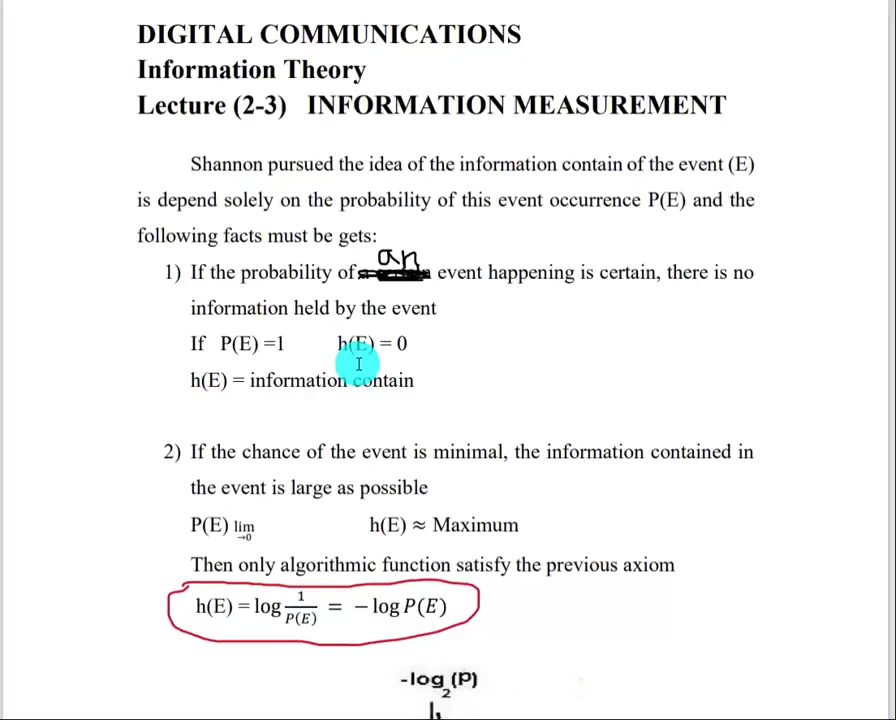 DIGITAL COMMUNICATIONS
Information Theory
Lecture (2-3) INFORMATION MEASUREMENT
Shannon pursued the idea of the information contain of the event (E)
is depend solely on the probability of this event occurrence P(E) and the
following facts must be gets:
an
1) If the probability of event happening is certain, there is no
information held by the event
If P(E) =1 h(E) = 0
h(E) = information contain
2) If the chance of the event is minimal, the information contained in
the event is large as possible
P(E) lim →0 h(E) ≈ Maximum
Then only algorithmic function satisfy the previous axiom
h(E) = log 1/P(E) = − log P(E)
-log₂(P)